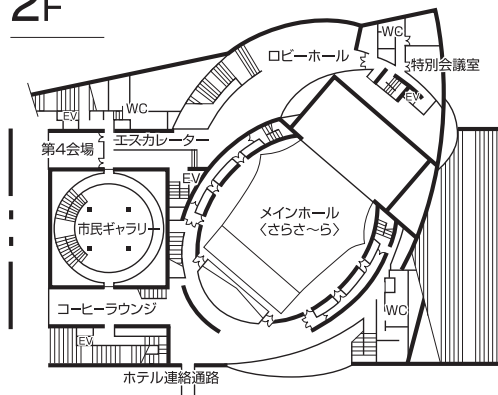 2F
WC
ロビーホール
特別会議室
EV
WC
EV
エスカレーター
第4会場
EV
メインホール
〈さらさ〜ら〉
市民ギャラリー
コーヒーラウンジ
WC
EV
ホテル連絡通路